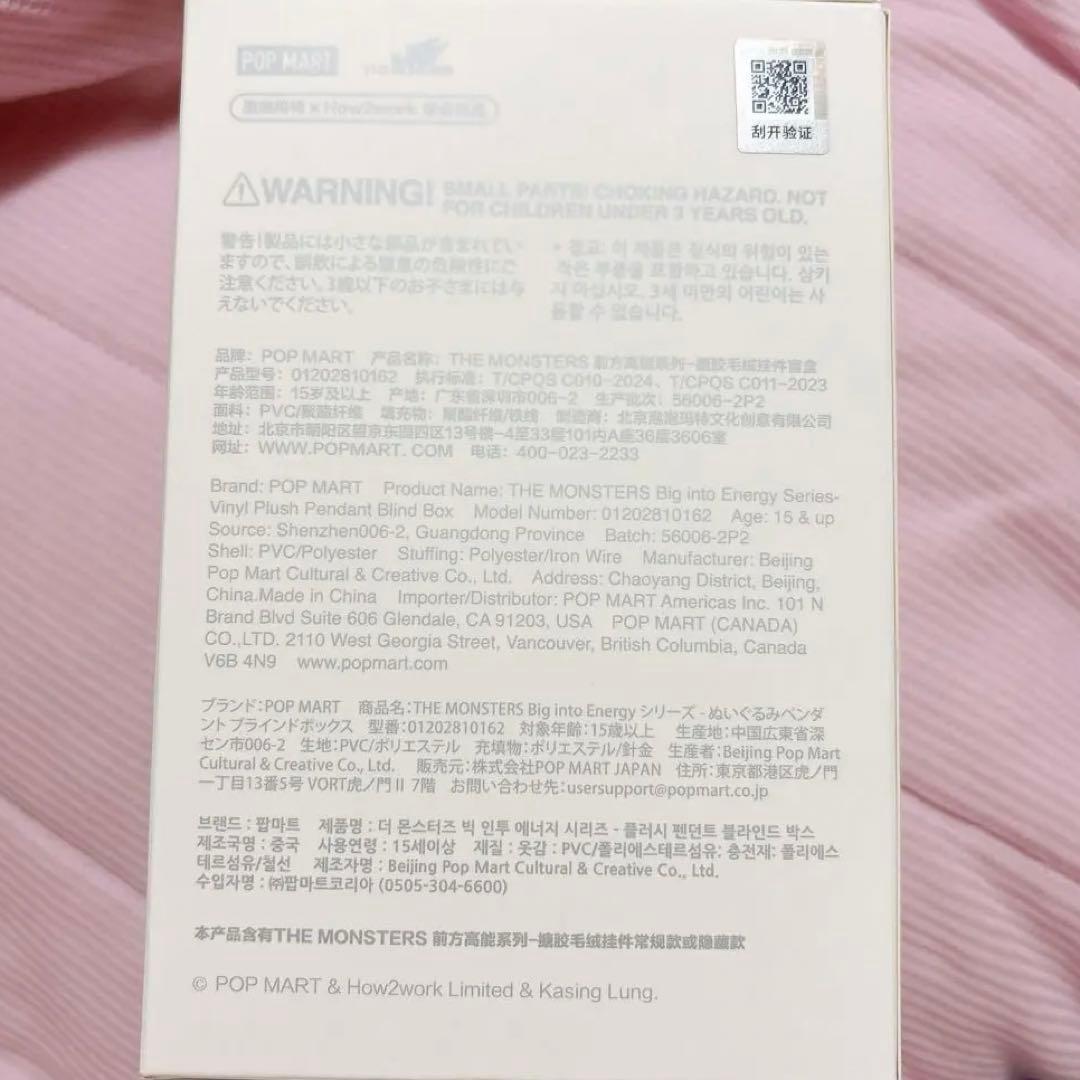 POP MART
刮开验证
× How2work
WARNING! SMALL PARTS! CHOKING HAZARD. NOT
FOR CHILDREN UNDER 3 YEARS OLD.
警告!製品には小さな部品が含まれてい
ますので、誤飲による窒息の危険性にご
注意ください。3歳以下のお子さまには与
えないでください。
• 경고: 이 제품은 질식의 위험이 있는
작은 부품을 포함하고 있습니다. 삼키
지 마십시오. 3세 미만의 어린이는 사
용할 수 없습니다.
品牌: POP MART 产品名称: THE MONSTERS 前方高能系列-搪胶毛绒挂件盲盒
产品型号: 01202810162 执行标准: T/CPQS C010-2024、T/CPQS C011-2023
年龄范围: 15岁及以上 产地: 广东省深圳市006-2 生产批次: 56006-2P2
面料: PVC/聚酯纤维 填充物: 聚酯纤维/铁线 制造商: 北京泡泡玛特文化创意有限公司
地址: 北京市朝阳区望京东园四区13号楼-4至33层101内A座36层3606室
网址: WWW.POPMART. COM 电话: 400-023-2233
Brand: POP MART Product Name: THE MONSTERS Big into Energy Series-
Vinyl Plush Pendant Blind Box Model Number: 01202810162 Age: 15 & up
Source: Shenzhen006-2, Guangdong Province Batch: 56006-2P2
Shell: PVC/Polyester Stuffing: Polyester/Iron Wire Manufacturer: Beijing
Pop Mart Cultural & Creative Co., Ltd. Address: Chaoyang District, Beijing,
China.Made in China Importer/Distributor: POP MART Americas Inc. 101 N
Brand Blvd Suite 606 Glendale, CA 91203, USA POP MART (CANADA)
CO.,LTD. 2110 West Georgia Street, Vancouver, British Columbia, Canada
V6B 4N9 www.popmart.com
ブランド:POP MART 商品名:THE MONSTERS Big into Energy シリーズ - ぬいぐるみペンダ
ント ブラインドボックス 型番:01202810162 対象年齢:15歳以上 生産地:中国広東省深
セン市006-2 生地:PVC/ポリエステル 充填物:ポリエステル/針金 生産者:Beijing Pop Mart
Cultural & Creative Co., Ltd. 販売元:株式会社POP MART JAPAN 住所:東京都港区虎ノ門
一丁目13番5号 VORT虎ノ門 II 7階 お問い合わせ先:usersupport@popmart.co.jp
브랜드 : 팝마트 제품명 : 더 몬스터즈 빅 인투 에너지 시리즈 - 플러시 펜던트 블라인드 박스
제조국명 : 중국 사용연령 : 15세이상 재질 : 옷감 : PVC/폴리에스테르섬유; 충전재: 폴리에스
테르섬유/철선 제조자명 : Beijing Pop Mart Cultural & Creative Co., Ltd.
수입자명 : ㈜팝마트코리아 (0505-304-6600)
本产品含有THE MONSTERS 前方高能系列-搪胶毛绒挂件常规款或隐藏款
© POP MART & How2work Limited & Kasing Lung.